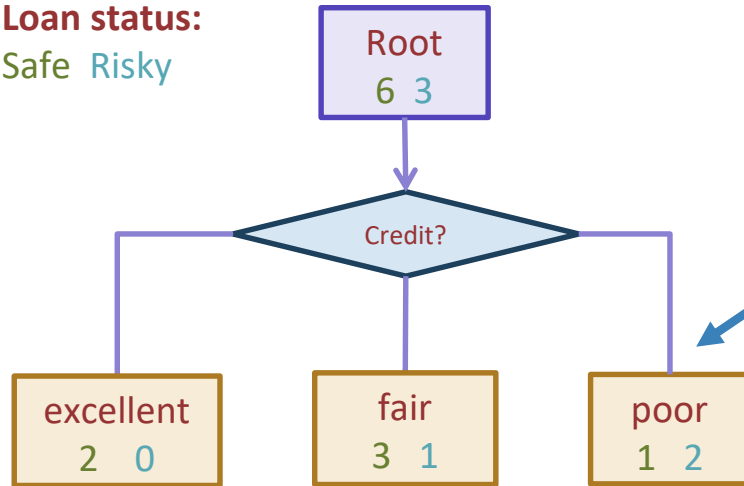 Loan status:
Safe Risky
Root
6 3
Credit?
excellent
2 0
fair
3 1
poor
1 2